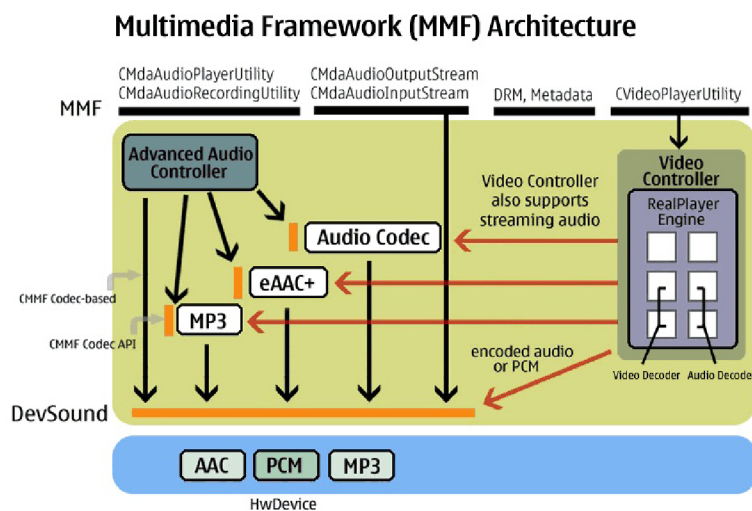 Multimedia Framework (MMF) Architecture
CMdaAudioPlayerUtility
CMdaAudioRecordingUtility
CMdaAudioOutputStream
CMdaAudioInputStream
DRM, Metadata
CVideoPlayerUtility
MMF
Advanced Audio
Controller
Video
Controller
RealPlayer
Engine
Video Controller
also supports
streaming audio
Audio Codec
eAAC+
CMMF Codec-based
MP3
CMMF Codec API
encoded audio
or PCM
Video Decoder
Audio Decode
DevSound
AAC
PCM
MP3
HwDevice